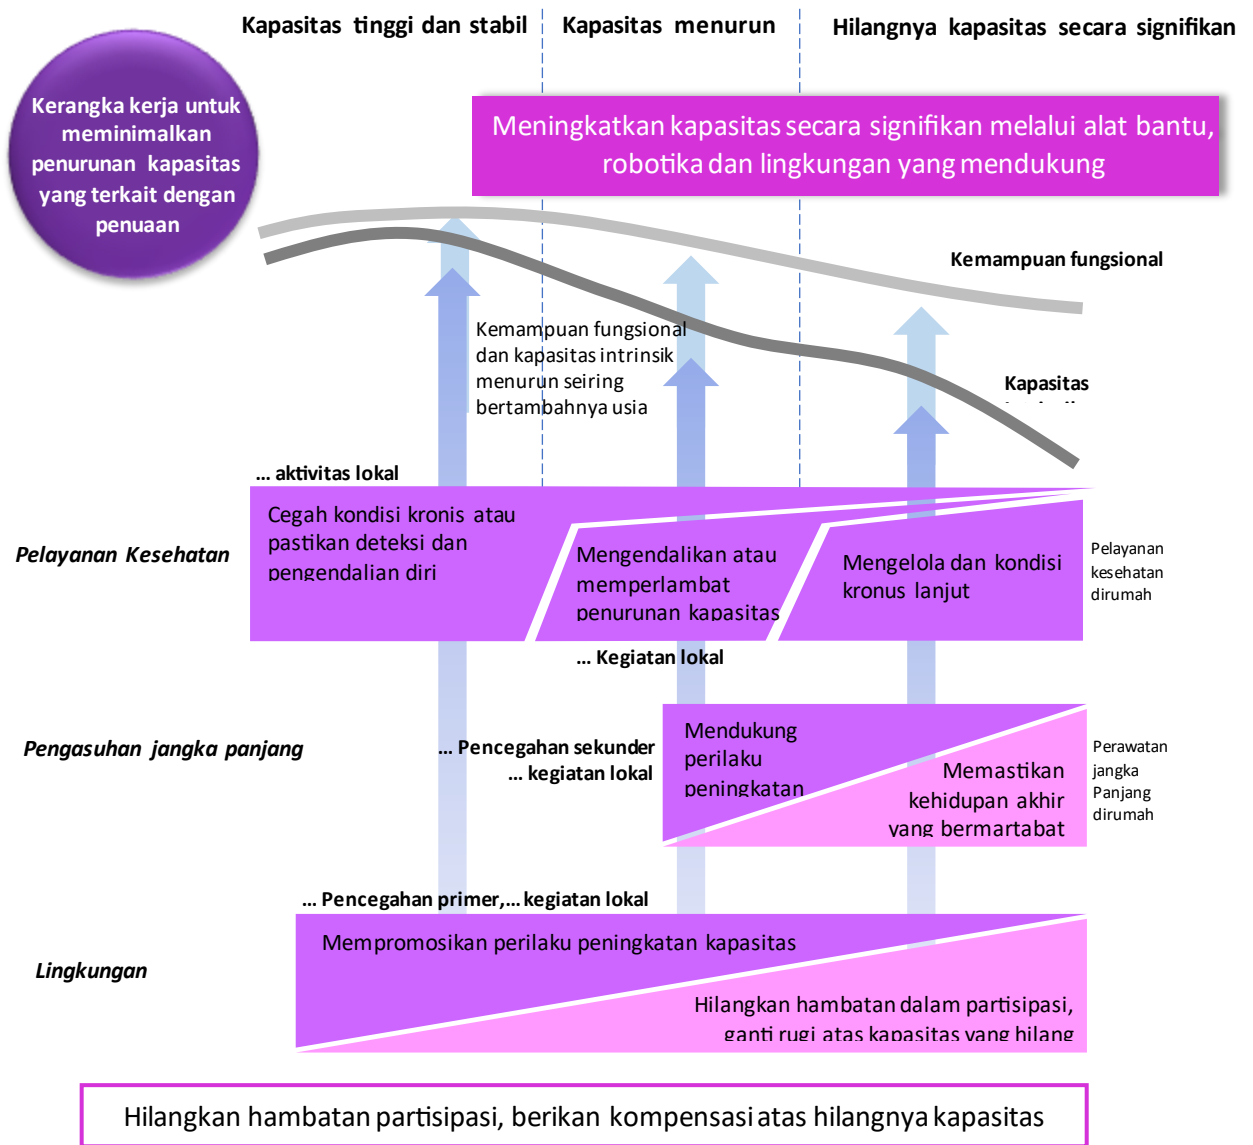 Kapasitas tinggi dan stabil
Kapasitas menurun
Hilangnya kapasitas secara signifikan
Kerangka kerja untuk
meminimalkan
penurunan kapasitas
yang terkait dengan
penuaan
Meningkatkan kapasitas secara signifikan melalui alat bantu,
robotika dan lingkungan yang mendukung
Kemampuan fungsional
Kemampuan fungsional
dan kapasitas intrinsik
menurun seiring
bertambahnya usia
Kapasitas
... aktivitas lokal
Pelayanan Kesehatan
Cegah kondisi kronis atau
pastikan deteksi dan
pengendalian diri
Mengendalikan atau
memperlambat
penurunan kapasitas
Mengelola dan kondisi
kronus lanjut
Pelayanan
kesehatan
dirumah
... Kegiatan lokal
Pengasuhan jangka panjang
... Pencegahan sekunder
... kegiatan lokal
Mendukung
perilaku
peningkatan
Memastikan
kehidupan akhir
yang bermartabat
Perawatan
jangka
Panjang
dirumah
... Pencegahan primer,... kegiatan lokal
Lingkungan
Mempromosikan perilaku peningkatan kapasitas
Hilangkan hambatan dalam partisipasi,
ganti rugi atas kapasitas yang hilang
Hilangkan hambatan partisipasi, berikan kompensasi atas hilangnya kapasitas